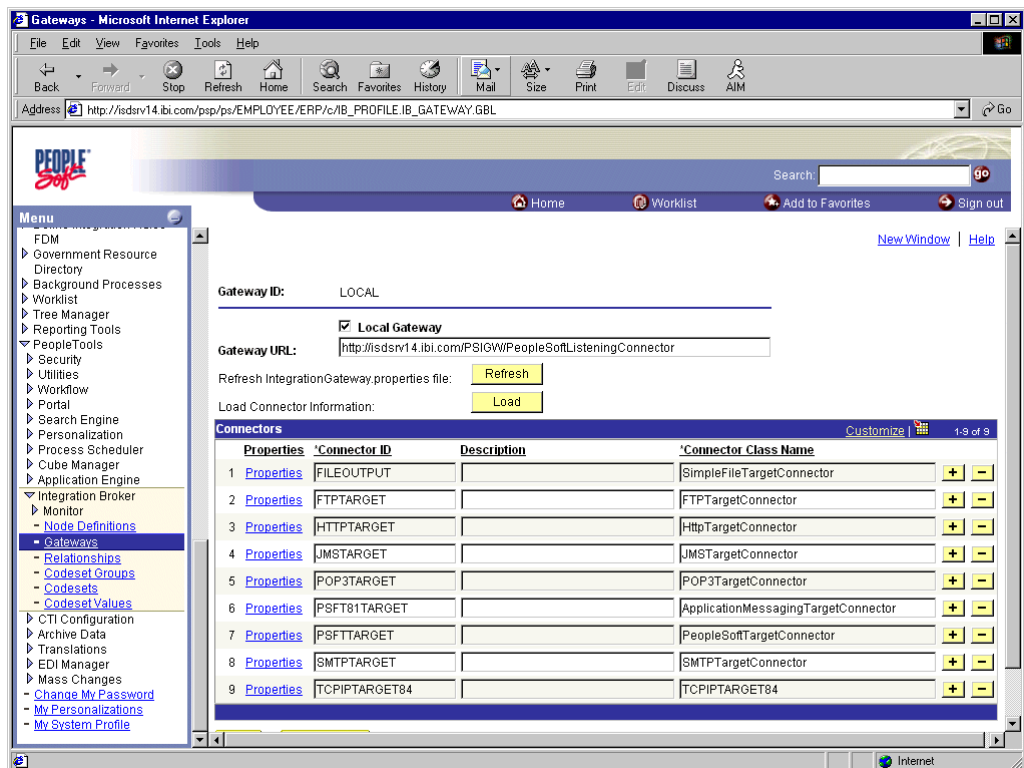 Gateways - Microsoft Internet Explorer
File Edit View Favorites Tools Help
Back Forward Stop Refresh Home Search Favorites History Mail Size Print Edit Discuss AIM
Address http://isdsrv14.ibi.com/psp/ps/EMPLOYEE/ERP/c/IB_PROFILE.IB_GATEWAY.GBL Go
PEOPLE Soft
Search: go
Home Worklist Add to Favorites Sign out
Menu
FDM
Government Resource
Directory
Background Processes
Worklist
Tree Manager
Reporting Tools
PeopleTools
Security
Utilities
Workflow
Portal
Search Engine
Personalization
Process Scheduler
Cube Manager
Application Engine
Integration Broker
Monitor
Node Definitions
Gateways
Relationships
Codeset Groups
Codesets
Codeset Values
CTI Configuration
Archive Data
Translations
EDI Manager
Mass Changes
Change My Password
My Personalizations
My System Profile
New Window | Help
Gateway ID: LOCAL
Local Gateway
Gateway URL: http://isdsrv14.ibi.com/PSIGW/PeopleSoftListeningConnector
Refresh IntegrationGateway.properties file: Refresh
Load Connector Information: Load
Connectors Customize | 1-9 of 9
Properties *Connector ID Description *Connector Class Name
1 Properties FILEOUTPUT SimpleFileTargetConnector + -
2 Properties FTPTARGET FTPTargetConnector + -
3 Properties HTTPTARGET HttpTargetConnector + -
4 Properties JMSTARGET JMSTargetConnector + -
5 Properties POP3TARGET POP3TargetConnector + -
6 Properties PSFT81TARGET ApplicationMessagingTargetConnector + -
7 Properties PSFTTARGET PeopleSoftTargetConnector + -
8 Properties SMTPTARGET SMTPTargetConnector + -
9 Properties TCPIPTARGET84 TCPIPTARGET84 + -
Internet